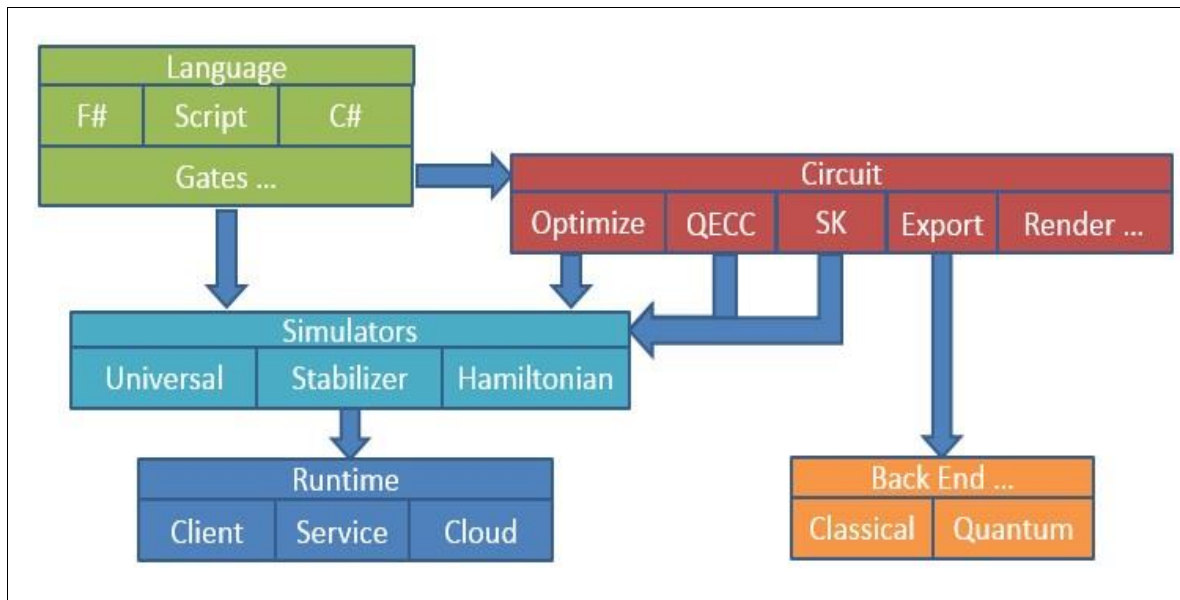 Language
F# Script C#
Gates ...
Circuit
Optimize QECC SK Export Render ...
Simulators
Universal Stabilizer Hamiltonian
Runtime
Client Service Cloud
Back End ...
Classical Quantum